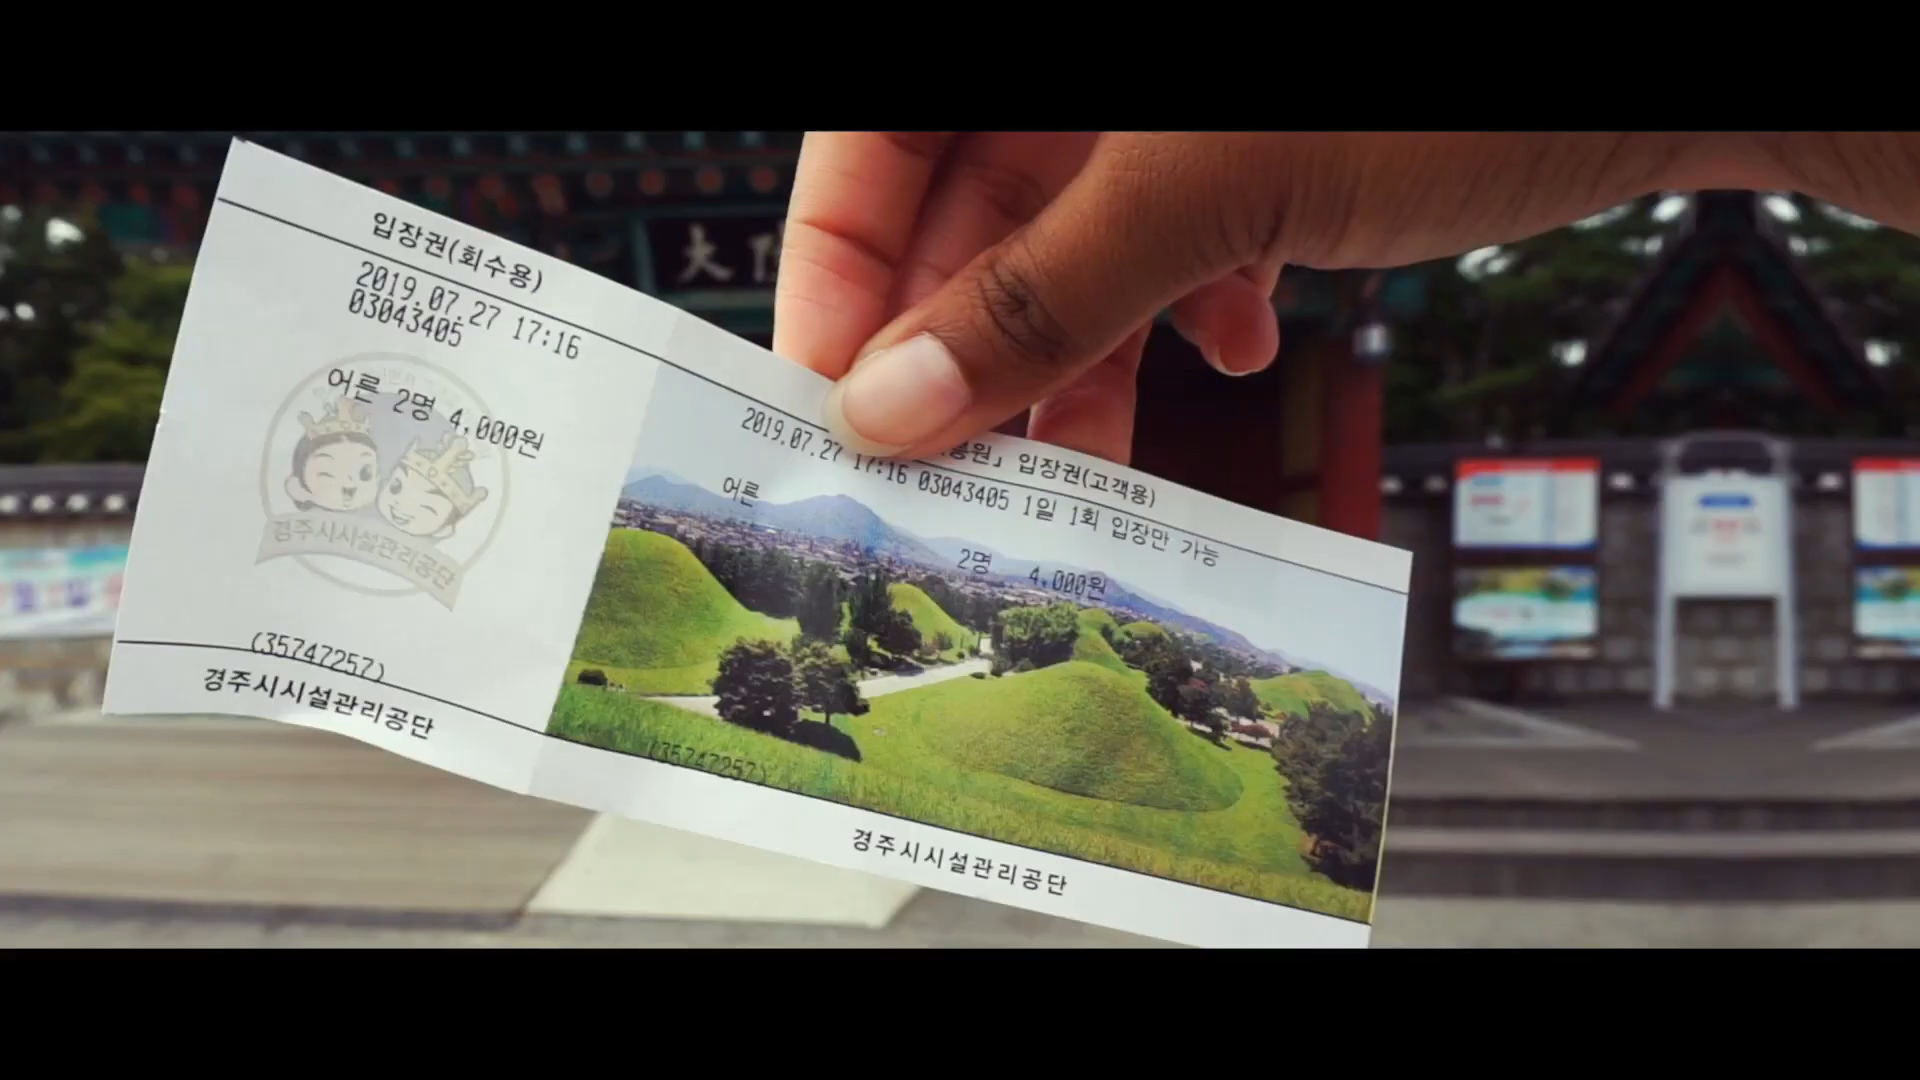 大
입장권(회수용)
2019.07.27 17:16
03043405
어른 2명 4,000원
경주시시설관리공단
(35747257)
경주시시설관리공단
입장권(고객용)
2019.07.27 17:16 03043405 1일 1회 입장만 가능
어른 2명 4,000원
(35747257)
경주시시설관리공단